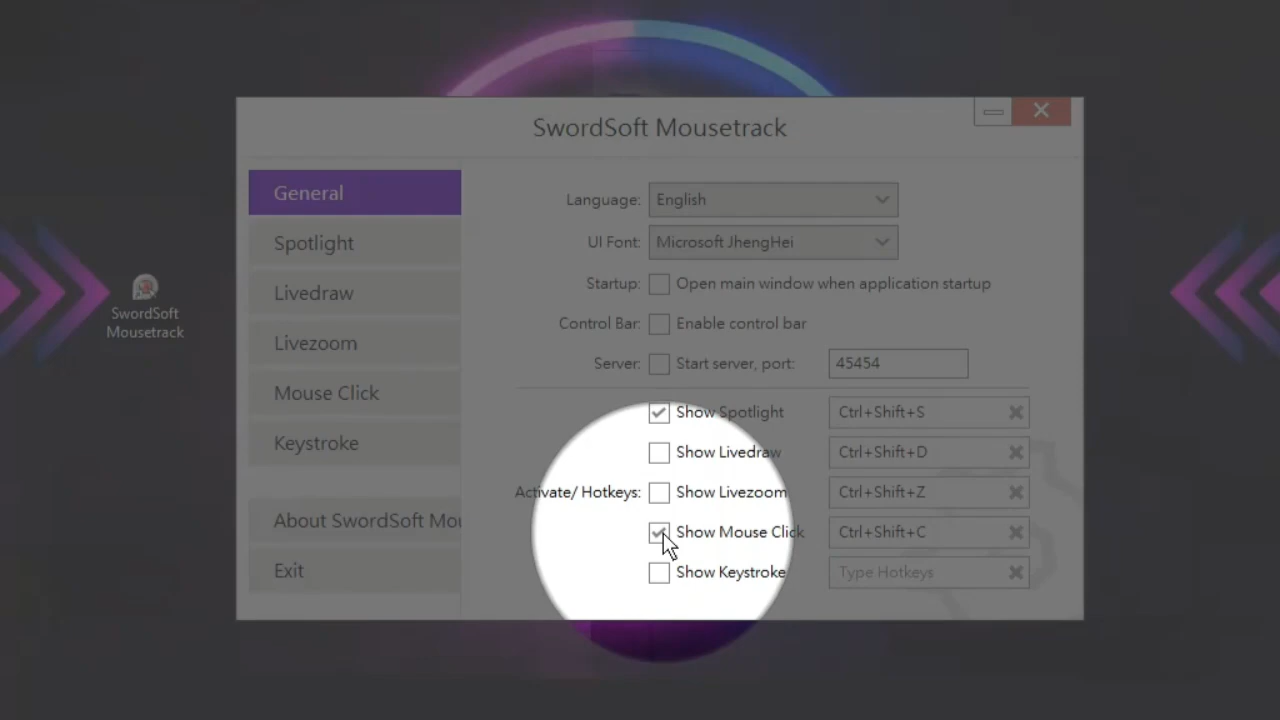 SwordSoft Mousetrack
General
Spotlight
Livedraw
Livezoom
Mouse Click
Keystroke
About SwordSoft Mou
Exit
Language: English
UI Font: Microsoft JhengHei
Startup: Open main window when application startup
Control Bar: Enable control bar
Server: Start server, port: 45454
Show Spotlight Ctrl+Shift+S
Show Livedraw Ctrl+Shift+D
Activate/ Hotkeys: Show Livezoom Ctrl+Shift+Z
Show Mouse Click Ctrl+Shift+C
Show Keystroke Type Hotkeys
SwordSoft
Mousetrack